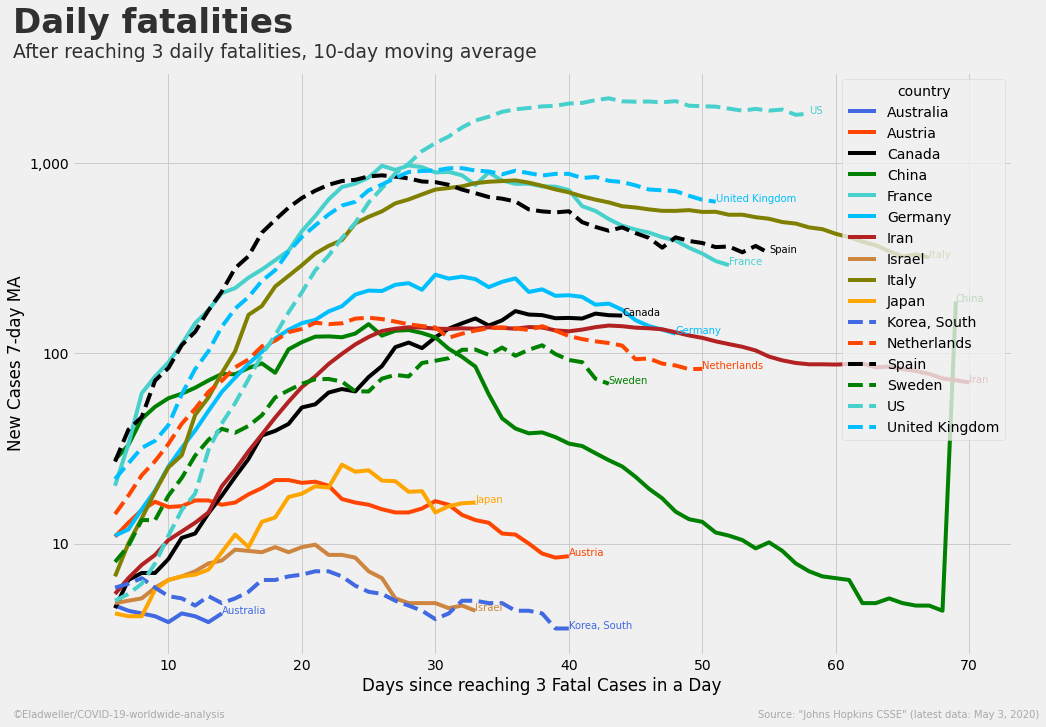 Daily fatalities
After reaching 3 daily fatalities, 10-day moving average
New Cases 7-day MA
1,000
100
10
10
20
30
40
50
60
70
Days since reaching 3 Fatal Cases in a Day
US
United Kingdom
Spain
Italy
France
China
Canada
Germany
Netherlands
Iran
Sweden
Japan
Austria
Australia
Israel
Korea, South
country
Australia
Austria
Canada
China
France
Germany
Iran
Israel
Italy
Japan
Korea, South
Netherlands
Spain
Sweden
US
United Kingdom
©Eladweller/COVID-19-worldwide-analysis
Source: "Johns Hopkins CSSE" (latest data: May 3, 2020)